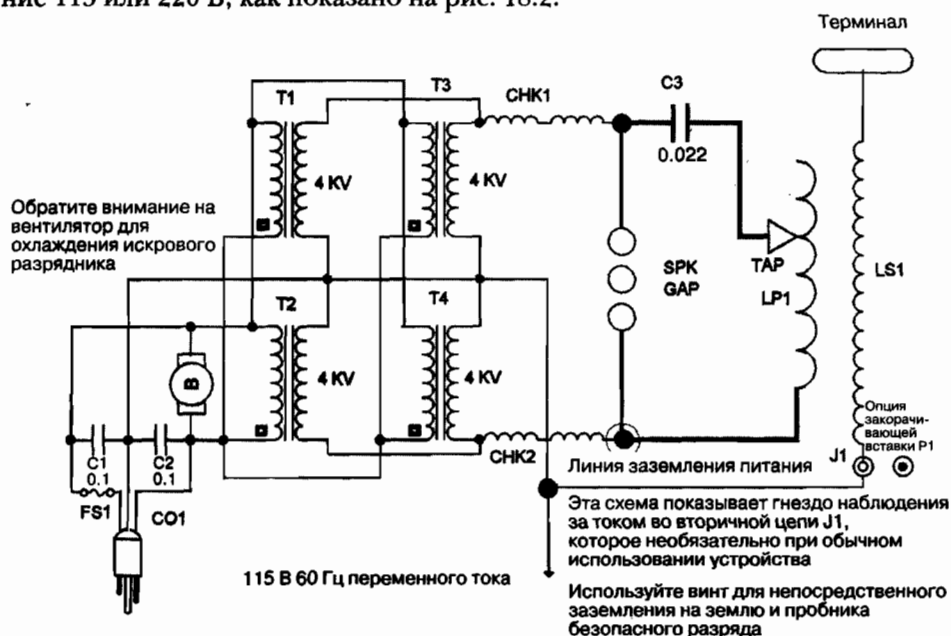 ние 115 или 220 В, как показано на рис. 18.2.
Терминал
T1
T3
CHK1
C3
0.022
4 KV
4 KV
Обратите внимание на
вентилятор для
охлаждения искрового
разрядника
SPK
GAP
TAP
LP1
LS1
T2
T4
B
4 KV
4 KV
Опция
закорачи-
вающей
вставки P1
C1
0.1
C2
0.1
CHK2
Линия заземления питания
J1
FS1
CO1
Эта схема показывает гнездо наблюдения
за током во вторичной цепи J1,
которое необязательно при обычном
использовании устройства
115 В 60 Гц переменного тока
Используйте винт для непосредственного
заземления на землю и пробника
безопасного разряда